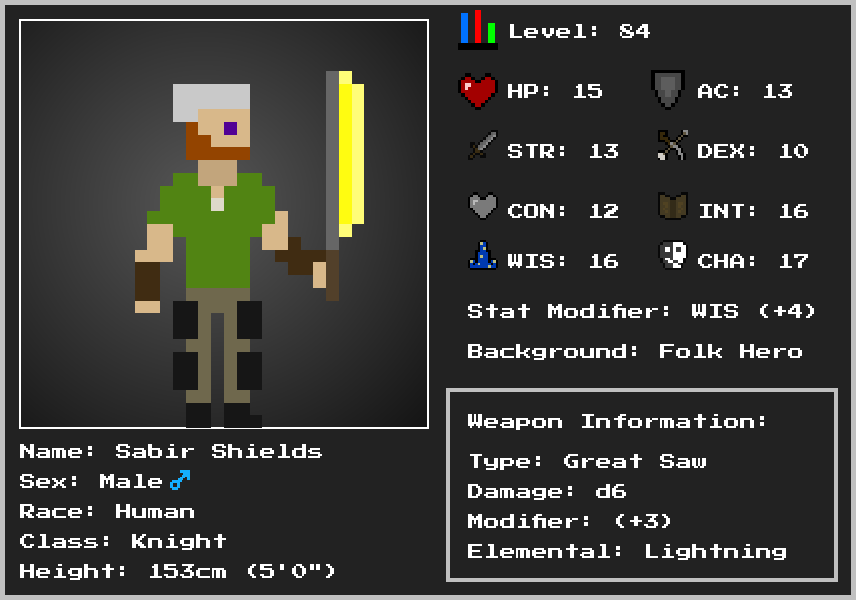 Level: 84
HP: 15 AC: 13
STR: 13 DEX: 10
CON: 12 INT: 16
WIS: 16 CHA: 17
Stat Modifier: WIS (+4)
Background: Folk Hero
Weapon Information:
Type: Great Saw
Damage: d6
Modifier: (+3)
Elemental: Lightning
Name: Sabir Shields
Sex: Male♂
Race: Human
Class: Knight
Height: 153cm (5'0")